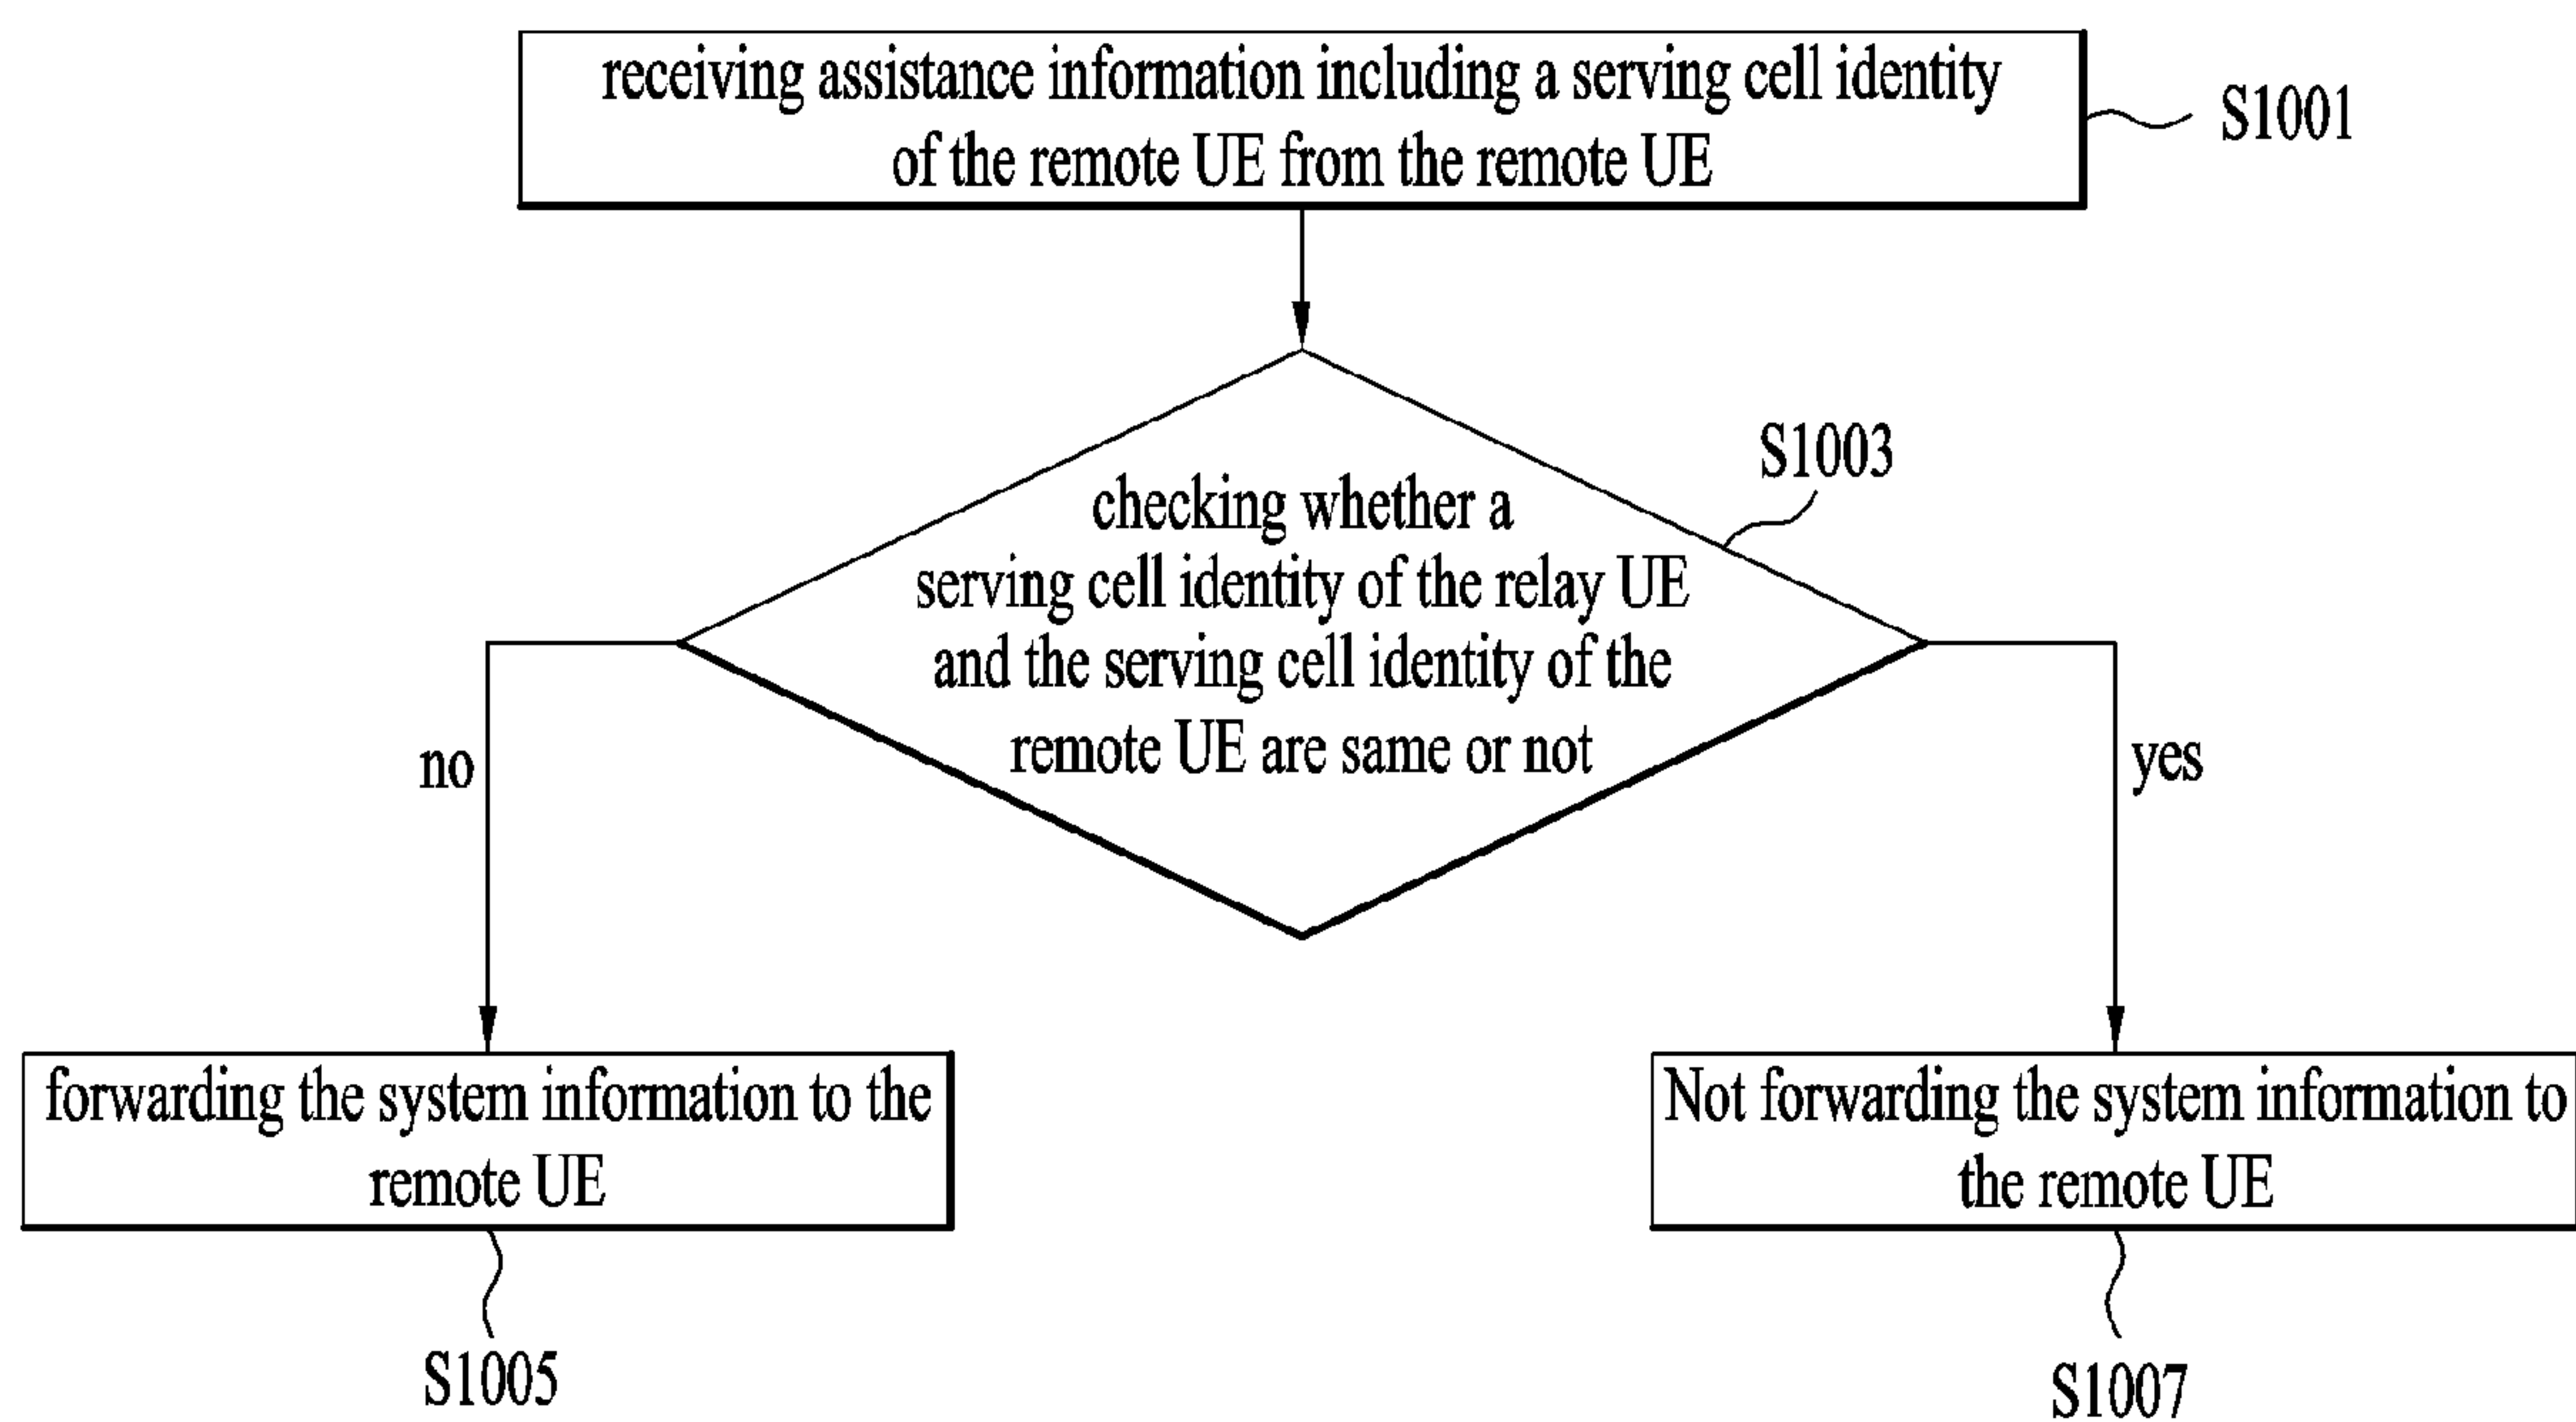 receiving assistance information including a serving cell identity
of the remote UE from the remote UE
S1001
S1003
checking whether a
serving cell identity of the relay UE
and the serving cell identity of the
remote UE are same or not
no
yes
forwarding the system information to the
remote UE
Not forwarding the system information to
the remote UE
S1005
S1007